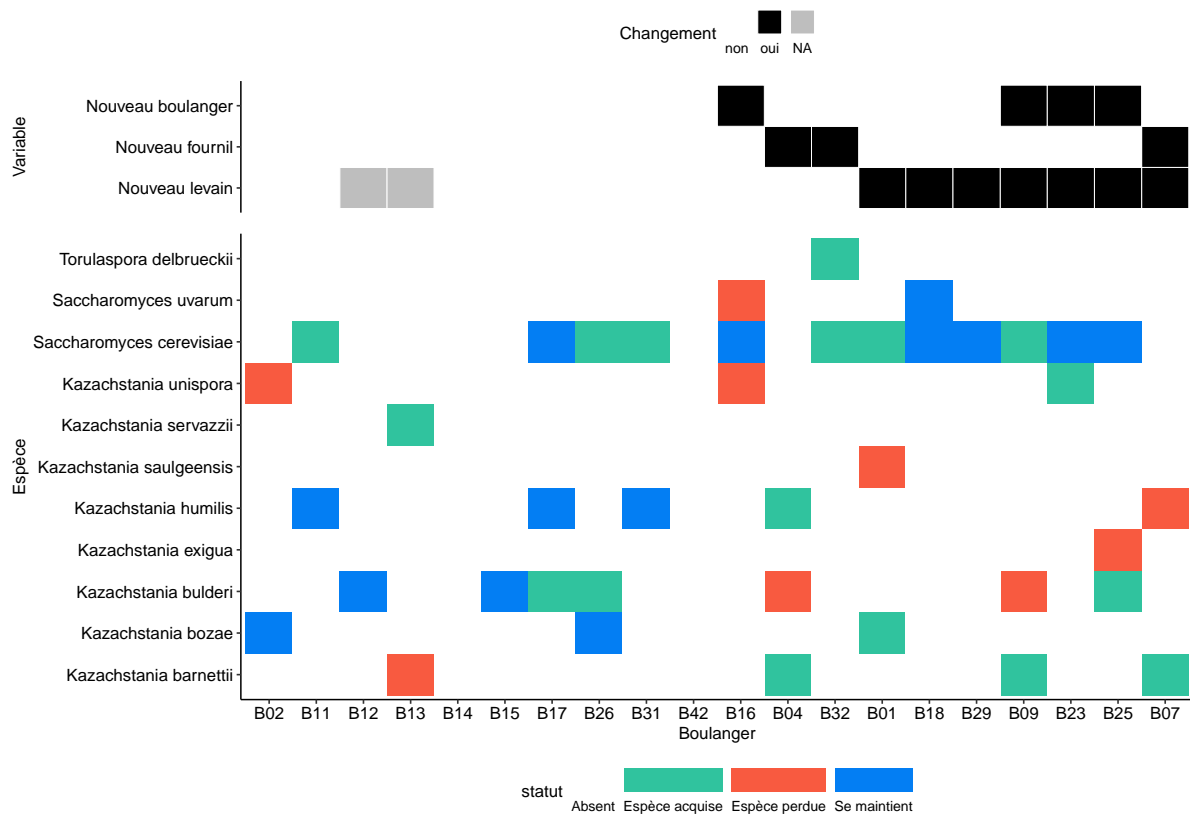 Changement
non oui NA
Variable
Nouveau boulanger
Nouveau fournil
Nouveau levain
Espèce
Torulaspora delbrueckii
Saccharomyces uvarum
Saccharomyces cerevisiae
Kazachstania unispora
Kazachstania servazzii
Kazachstania saulgeensis
Kazachstania humilis
Kazachstania exigua
Kazachstania bulderi
Kazachstania bozae
Kazachstania barnettii
B02 B11 B12 B13 B14 B15 B17 B26 B31 B42 B16 B04 B32 B01 B18 B29 B09 B23 B25 B07
Boulanger
statut
Absent Espèce acquise Espèce perdue Se maintient